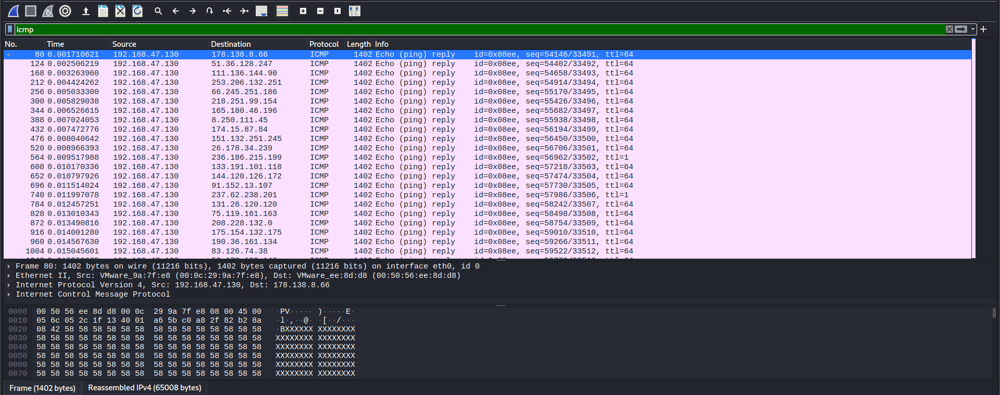 icmp
No. Time Source Destination Protocol Length Info
80 0.001710621 192.168.47.130 178.138.8.66 ICMP 1402 Echo (ping) reply id=0x08ee, seq=54146/33491, ttl=64
124 0.002506219 192.168.47.130 51.36.128.247 ICMP 1402 Echo (ping) reply id=0x08ee, seq=54402/33492, ttl=64
168 0.003263960 192.168.47.130 111.136.144.90 ICMP 1402 Echo (ping) reply id=0x08ee, seq=54658/33493, ttl=64
212 0.004424262 192.168.47.130 253.206.132.251 ICMP 1402 Echo (ping) reply id=0x08ee, seq=54914/33494, ttl=64
256 0.005033300 192.168.47.130 66.245.251.186 ICMP 1402 Echo (ping) reply id=0x08ee, seq=55170/33495, ttl=64
300 0.005829038 192.168.47.130 218.251.99.154 ICMP 1402 Echo (ping) reply id=0x08ee, seq=55426/33496, ttl=64
344 0.006526615 192.168.47.130 165.180.46.196 ICMP 1402 Echo (ping) reply id=0x08ee, seq=55682/33497, ttl=64
388 0.007024053 192.168.47.130 8.250.111.45 ICMP 1402 Echo (ping) reply id=0x08ee, seq=55938/33498, ttl=64
432 0.007472776 192.168.47.130 174.15.87.84 ICMP 1402 Echo (ping) reply id=0x08ee, seq=56194/33499, ttl=64
476 0.008040642 192.168.47.130 151.132.251.245 ICMP 1402 Echo (ping) reply id=0x08ee, seq=56450/33500, ttl=64
520 0.008966393 192.168.47.130 26.178.34.239 ICMP 1402 Echo (ping) reply id=0x08ee, seq=56706/33501, ttl=64
564 0.009517988 192.168.47.130 236.186.215.199 ICMP 1402 Echo (ping) reply id=0x08ee, seq=56962/33502, ttl=1
608 0.010170336 192.168.47.130 133.191.101.118 ICMP 1402 Echo (ping) reply id=0x08ee, seq=57218/33503, ttl=64
652 0.010797926 192.168.47.130 144.120.126.172 ICMP 1402 Echo (ping) reply id=0x08ee, seq=57474/33504, ttl=64
696 0.011514024 192.168.47.130 91.152.13.107 ICMP 1402 Echo (ping) reply id=0x08ee, seq=57730/33505, ttl=64
740 0.011997078 192.168.47.130 237.62.238.201 ICMP 1402 Echo (ping) reply id=0x08ee, seq=57986/33506, ttl=1
784 0.012457251 192.168.47.130 131.26.120.120 ICMP 1402 Echo (ping) reply id=0x08ee, seq=58242/33507, ttl=64
828 0.013010343 192.168.47.130 75.119.161.163 ICMP 1402 Echo (ping) reply id=0x08ee, seq=58498/33508, ttl=64
872 0.013490816 192.168.47.130 208.228.132.0 ICMP 1402 Echo (ping) reply id=0x08ee, seq=58754/33509, ttl=64
916 0.014001280 192.168.47.130 175.154.132.175 ICMP 1402 Echo (ping) reply id=0x08ee, seq=59010/33510, ttl=64
960 0.014567630 192.168.47.130 190.36.161.134 ICMP 1402 Echo (ping) reply id=0x08ee, seq=59266/33511, ttl=64
1004 0.015045601 192.168.47.130 83.126.74.38 ICMP 1402 Echo (ping) reply id=0x08ee, seq=59522/33512, ttl=64
Frame 80: 1402 bytes on wire (11216 bits), 1402 bytes captured (11216 bits) on interface eth0, id 0
Ethernet II, Src: VMware_9a:7f:e8 (00:0c:29:9a:7f:e8), Dst: VMware_ee:8d:d8 (00:50:56:ee:8d:d8)
Internet Protocol Version 4, Src: 192.168.47.130, Dst: 178.138.8.66
Internet Control Message Protocol
0000 00 50 56 ee 8d d8 00 0c 29 9a 7f e8 08 00 45 00 ·PV····· )·····E·
0010 05 6c 05 2c 1f 13 40 01 a6 5b c0 a8 2f 82 b2 8a ·l·,··@· ·[··/···
0020 08 42 58 58 58 58 58 58 58 58 58 58 58 58 58 58 ·BXXXXXX XXXXXXXX
0030 58 58 58 58 58 58 58 58 58 58 58 58 58 58 58 58 XXXXXXXX XXXXXXXX
0040 58 58 58 58 58 58 58 58 58 58 58 58 58 58 58 58 XXXXXXXX XXXXXXXX
0050 58 58 58 58 58 58 58 58 58 58 58 58 58 58 58 58 XXXXXXXX XXXXXXXX
0060 58 58 58 58 58 58 58 58 58 58 58 58 58 58 58 58 XXXXXXXX XXXXXXXX
0070 58 58 58 58 58 58 58 58 58 58 58 58 58 58 58 58 XXXXXXXX XXXXXXXX
Frame (1402 bytes) Reassembled IPv4 (65008 bytes)